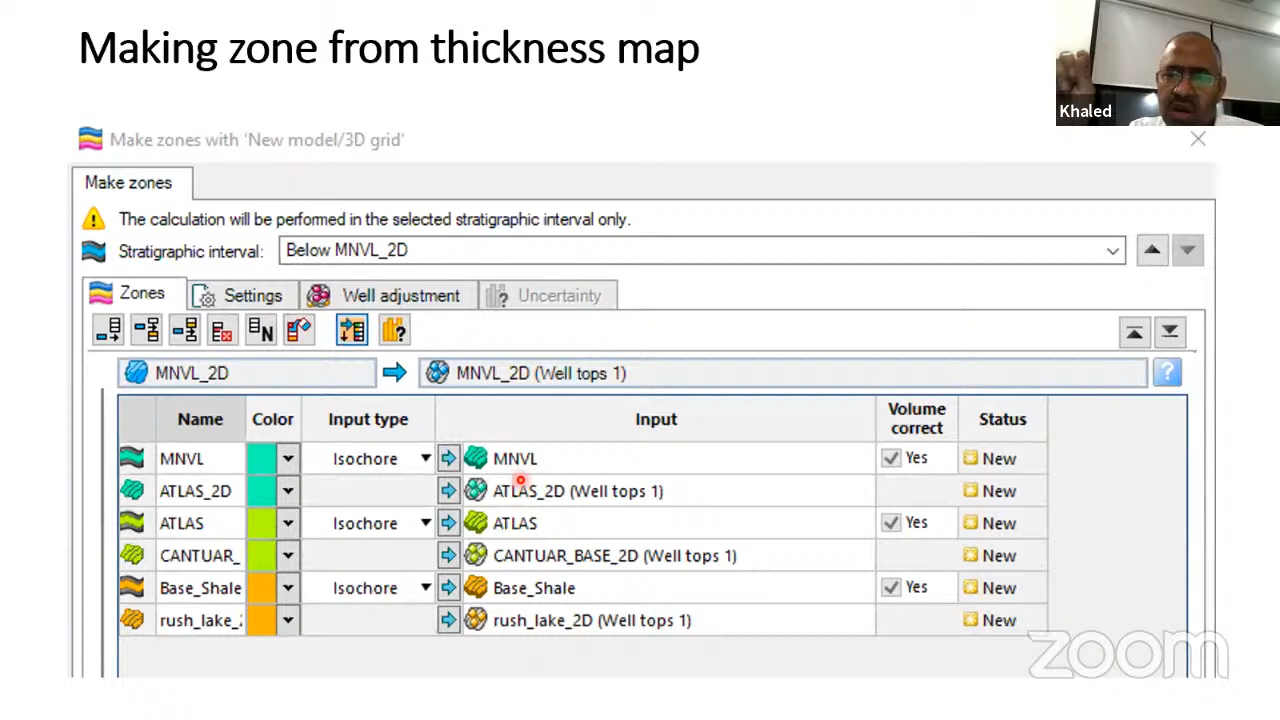 Making zone from thickness map
Khaled
Make zones with 'New model/3D grid'
Make zones
The calculation will be performed in the selected stratigraphic interval only.
Stratigraphic interval: Below MNVL_2D
Zones Settings Well adjustment Uncertainty
MNVL_2D MNVL_2D (Well tops 1)
Name Color Input type Input Volume correct Status
MNVL Isochore MNVL Yes New
ATLAS_2D ATLAS_2D (Well tops 1) New
ATLAS Isochore ATLAS Yes New
CANTUAR_ CANTUAR_BASE_2D (Well tops 1) New
Base_Shale Isochore Base_Shale Yes New
rush_lake_ rush_lake_2D (Well tops 1) New
zoom